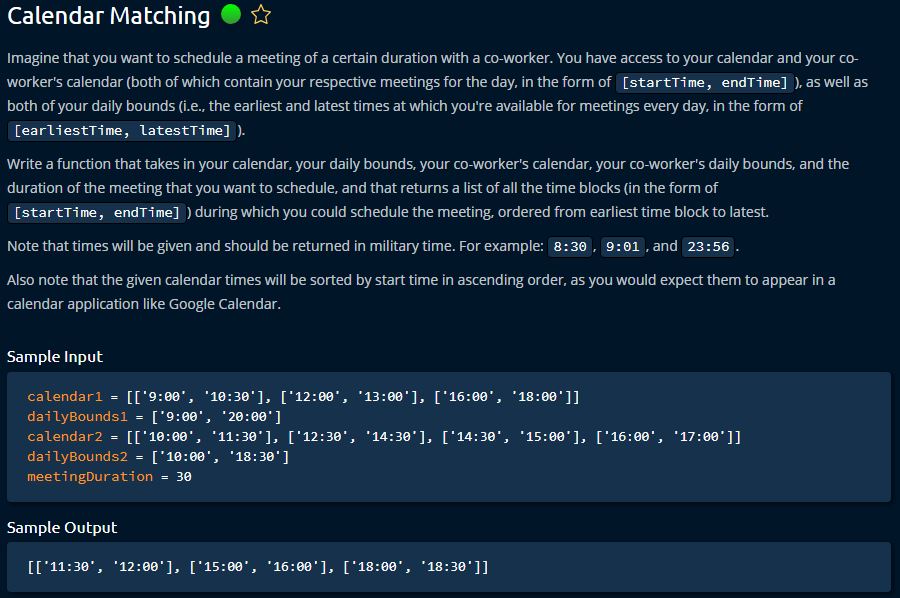 Calendar Matching
Imagine that you want to schedule a meeting of a certain duration with a co-worker. You have access to your calendar and your co-
worker's calendar (both of which contain your respective meetings for the day, in the form of [startTime, endTime] ), as well as
both of your daily bounds (i.e., the earliest and latest times at which you're available for meetings every day, in the form of
[earliestTime, latestTime] ).
Write a function that takes in your calendar, your daily bounds, your co-worker's calendar, your co-worker's daily bounds, and the
duration of the meeting that you want to schedule, and that returns a list of all the time blocks (in the form of
[startTime, endTime] ) during which you could schedule the meeting, ordered from earliest time block to latest.
Note that times will be given and should be returned in military time. For example: 8:30 , 9:01 , and 23:56 .
Also note that the given calendar times will be sorted by start time in ascending order, as you would expect them to appear in a
calendar application like Google Calendar.
Sample Input
calendar1 = [['9:00', '10:30'], ['12:00', '13:00'], ['16:00', '18:00']]
dailyBounds1 = ['9:00', '20:00']
calendar2 = [['10:00', '11:30'], ['12:30', '14:30'], ['14:30', '15:00'], ['16:00', '17:00']]
dailyBounds2 = ['10:00', '18:30']
meetingDuration = 30
Sample Output
[['11:30', '12:00'], ['15:00', '16:00'], ['18:00', '18:30']]